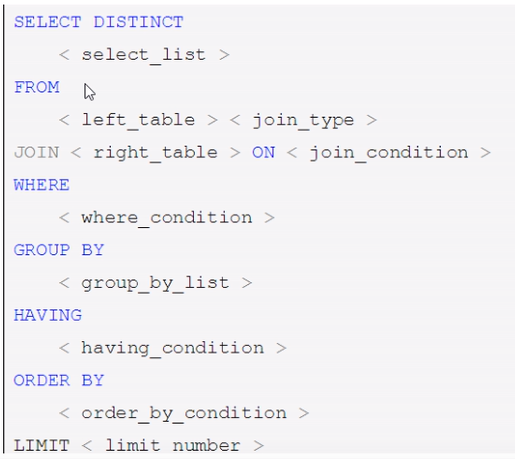 SELECT DISTINCT
< select_list >
FROM
< left_table > < join_type >
JOIN < right_table > ON < join_condition >
WHERE
< where_condition >
GROUP BY
< group_by_list >
HAVING
< having_condition >
ORDER BY
< order_by_condition >
LIMIT < limit number >